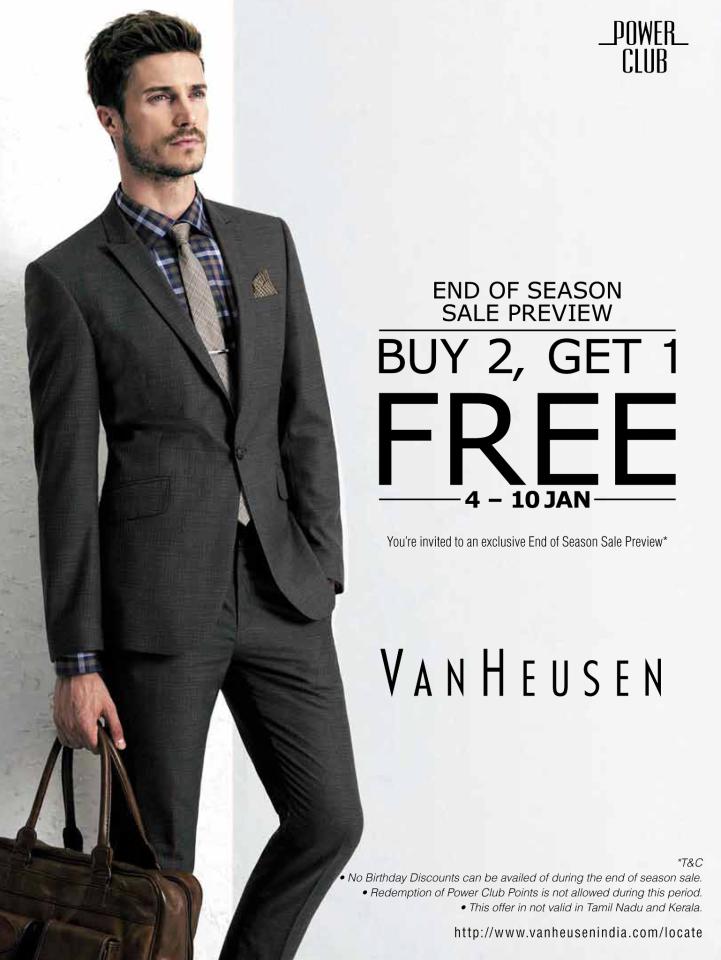 POWER
CLUB
END OF SEASON
SALE PREVIEW
BUY 2, GET 1
FREE
4 – 10 JAN
You're invited to an exclusive End of Season Sale Preview*
VANHEUSEN
*T&C
• No Birthday Discounts can be availed of during the end of season sale.
• Redemption of Power Club Points is not allowed during this period.
• This offer in not valid in Tamil Nadu and Kerala.
http://www.vanheusenindia.com/locate